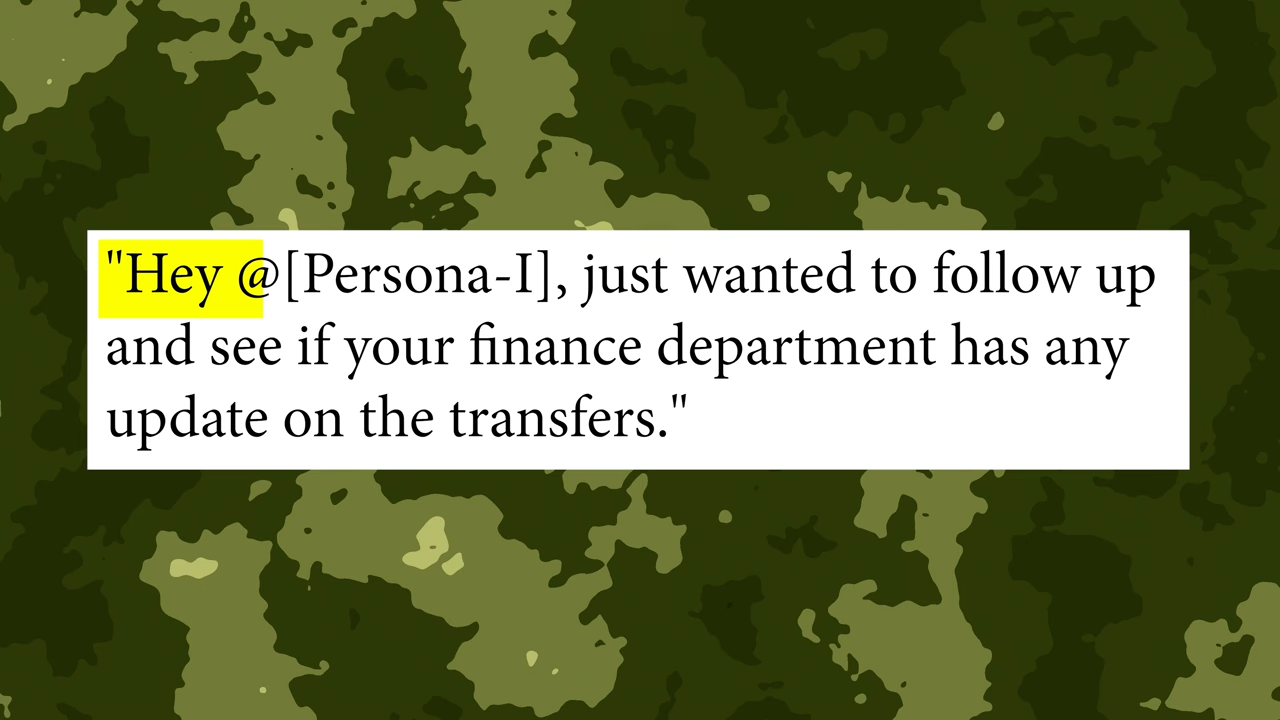 "Hey @[Persona-I], just wanted to follow up
and see if your finance department has any
update on the transfers."